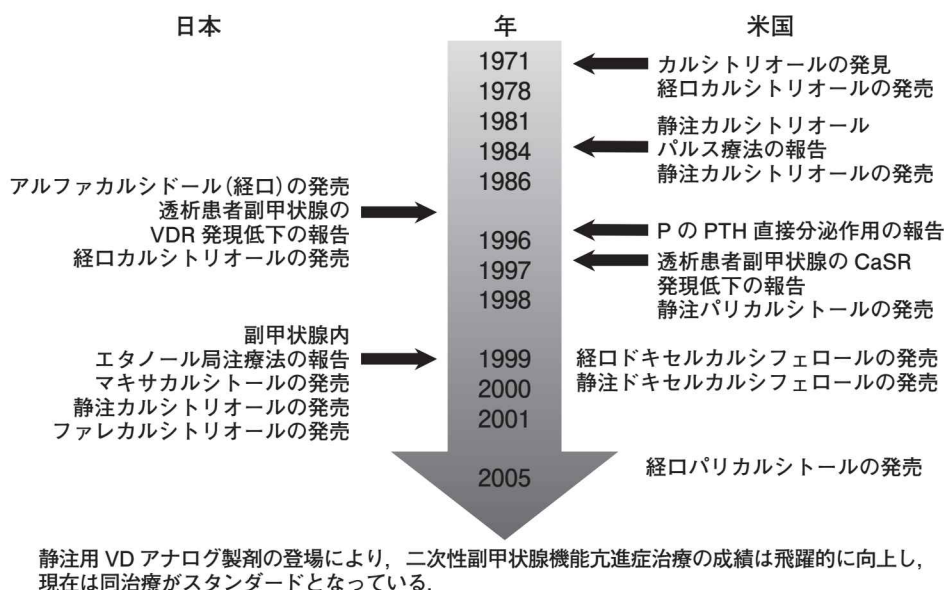 日本
年
米国
1971
1978
1981
1984
1986
1996
1997
1998
1999
2000
2001
2005
アルファカルシドール(経口)の発売
透析患者副甲状腺の
VDR 発現低下の報告
経口カルシトリオールの発売
副甲状腺内
エタノール局注療法の報告
マキサカルシトールの発売
静注カルシトリオールの発売
ファレカルシトリオールの発売
カルシトリオールの発見
経口カルシトリオールの発売
静注カルシトリオール
パルス療法の報告
静注カルシトリオールの発売
P の PTH 直接分泌作用の報告
透析患者副甲状腺の CaSR
発現低下の報告
静注パリカルシトールの発売
経口ドキセルカルシフェロールの発売
静注ドキセルカルシフェロールの発売
経口パリカルシトールの発売
静注用 VD アナログ製剤の登場により，二次性副甲状腺機能亢進症治療の成績は飛躍的に向上し，
現在は同治療がスタンダードとなっている．